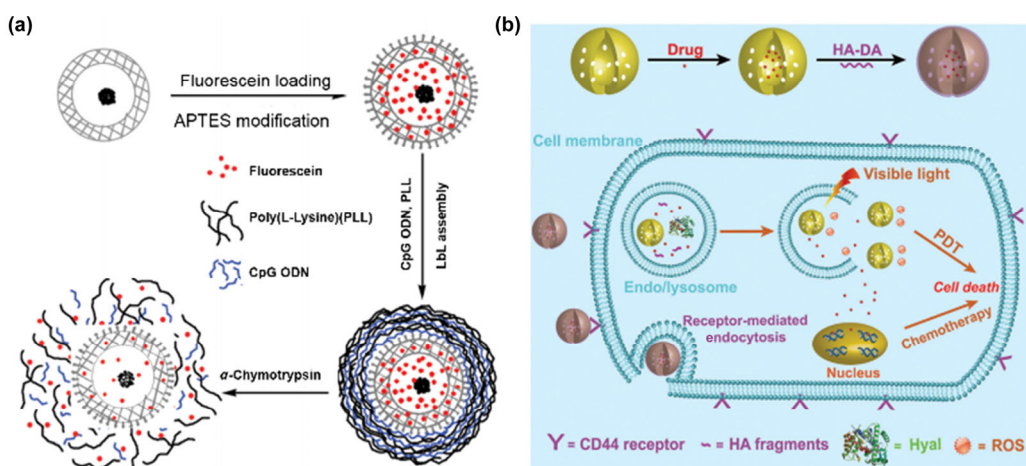 (a)
Fluorescein loading
APTES modification
Fluorescein
Poly(L-Lysine)(PLL)
CpG ODN
CpG ODN, PLL
LbL assembly
α-Chymotrypsin
(b)
Drug
HA-DA
Cell membrane
Visible light
PDT
Endo/lysosome
Cell death
Receptor-mediated
endocytosis
Chemotherapy
Nucleus
Y = CD44 receptor
~ = HA fragments
= Hyal
= ROS